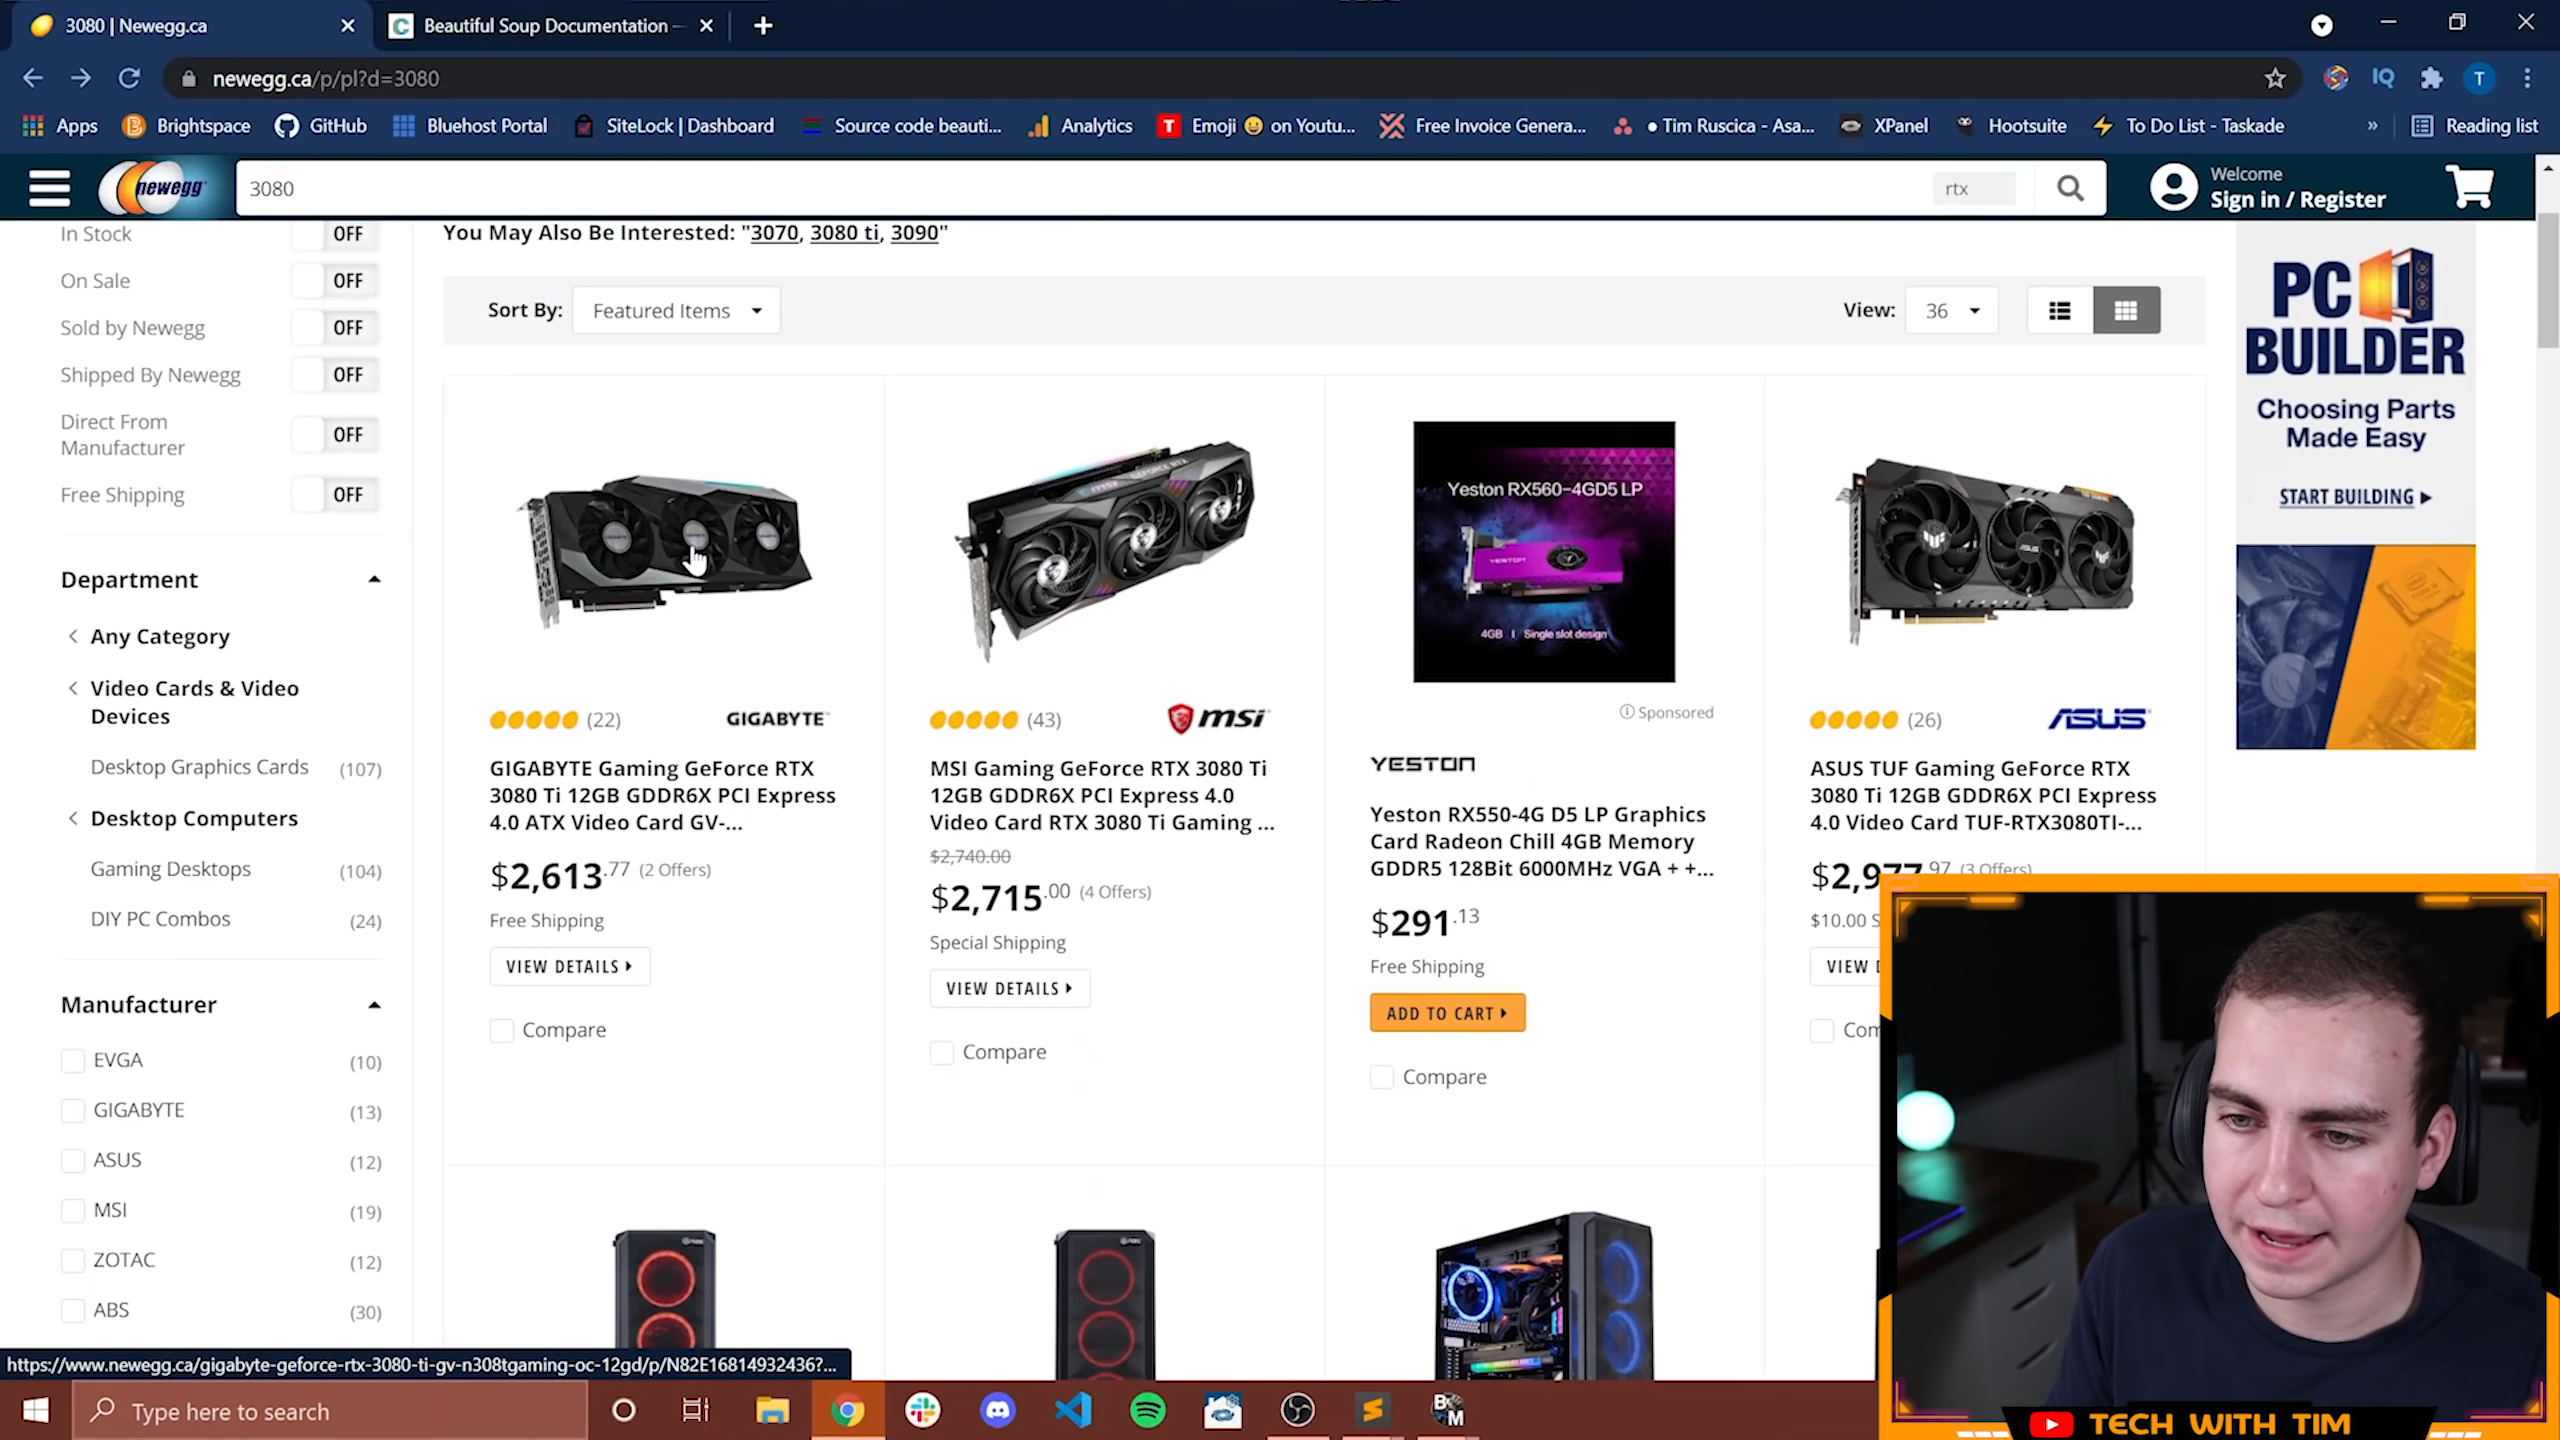 3080 | Newegg.ca
Beautiful Soup Documentation —
newegg.ca/p/pl?d=3080
IQ
T
Apps
Brightspace
GitHub
Bluehost Portal
SiteLock | Dashboard
Source code beauti...
Analytics
T
Emoji 😀 on Youtu...
Free Invoice Genera...
• Tim Ruscica - Asa...
XPanel
Hootsuite
To Do List - Taskade
»
Reading list
newegg
3080
rtx
Welcome
Sign in / Register
In Stock
OFF
On Sale
OFF
Sold by Newegg
OFF
Shipped By Newegg
OFF
Direct From
Manufacturer
OFF
Free Shipping
OFF
Department
Any Category
Video Cards & Video
Devices
Desktop Graphics Cards (107)
Desktop Computers
Gaming Desktops (104)
DIY PC Combos (24)
Manufacturer
EVGA (10)
GIGABYTE (13)
ASUS (12)
MSI (19)
ZOTAC (12)
ABS (30)
You May Also Be Interested: "3070, 3080 ti, 3090"
Sort By: Featured Items
View: 36
(22)
GIGABYTE
GIGABYTE Gaming GeForce RTX
3080 Ti 12GB GDDR6X PCI Express
4.0 ATX Video Card GV-...
$2,613.77 (2 Offers)
Free Shipping
VIEW DETAILS
Compare
(43)
msi
MSI Gaming GeForce RTX 3080 Ti
12GB GDDR6X PCI Express 4.0
Video Card RTX 3080 Ti Gaming ...
$2,740.00
$2,715.00 (4 Offers)
Special Shipping
VIEW DETAILS
Compare
Yeston RX560-4GD5 LP
YESTON
4GB | Single slot design
Sponsored
YESTON
Yeston RX550-4G D5 LP Graphics
Card Radeon Chill 4GB Memory
GDDR5 128Bit 6000MHz VGA + +...
$291.13
Free Shipping
ADD TO CART
Compare
(26)
ASUS
ASUS TUF Gaming GeForce RTX
3080 Ti 12GB GDDR6X PCI Express
4.0 Video Card TUF-RTX3080TI-...
$2,977.97 (3 Offers)
$10.00 S
VIEW D
Com
PC
BUILDER
Choosing Parts
Made Easy
START BUILDING
https://www.newegg.ca/gigabyte-geforce-rtx-3080-ti-gv-n308tgaming-oc-12gd/p/N82E16814932436?...
Type here to search
TECH WITH TIM